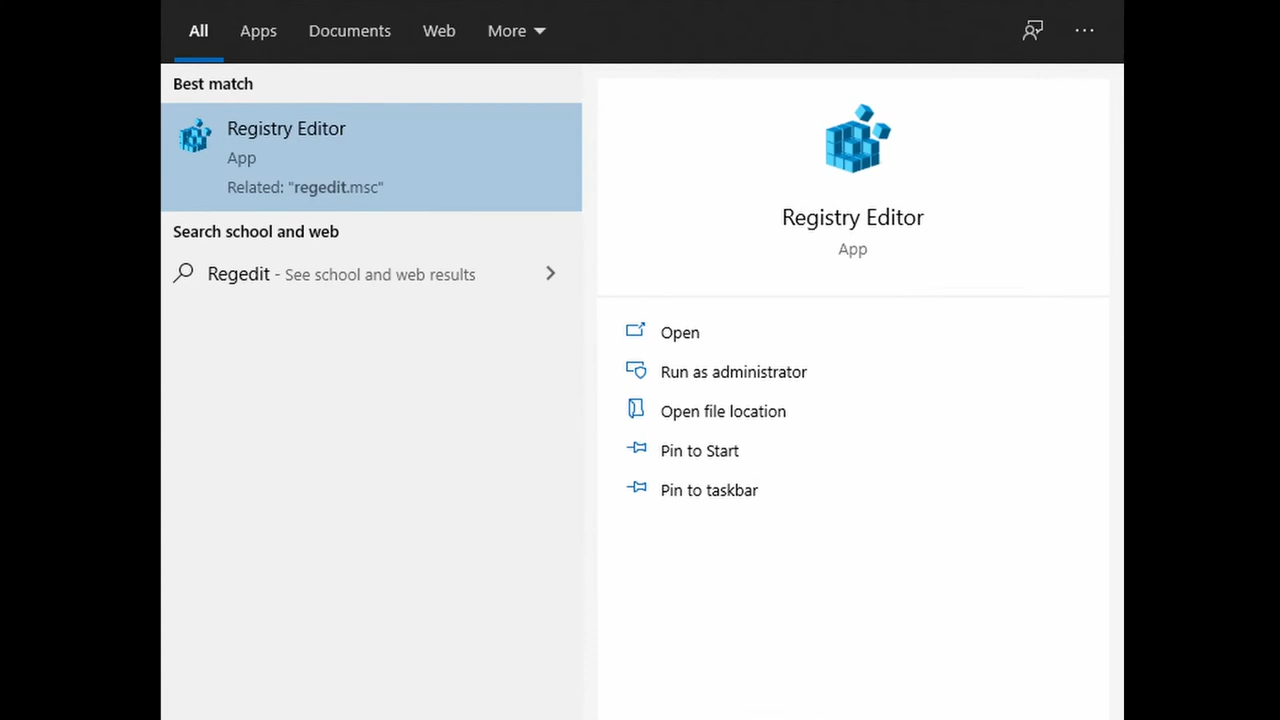 All Apps Documents Web More
Best match
Registry Editor
App
Related: "regedit.msc"
Search school and web
Regedit - See school and web results
Registry Editor
App
Open
Run as administrator
Open file location
Pin to Start
Pin to taskbar